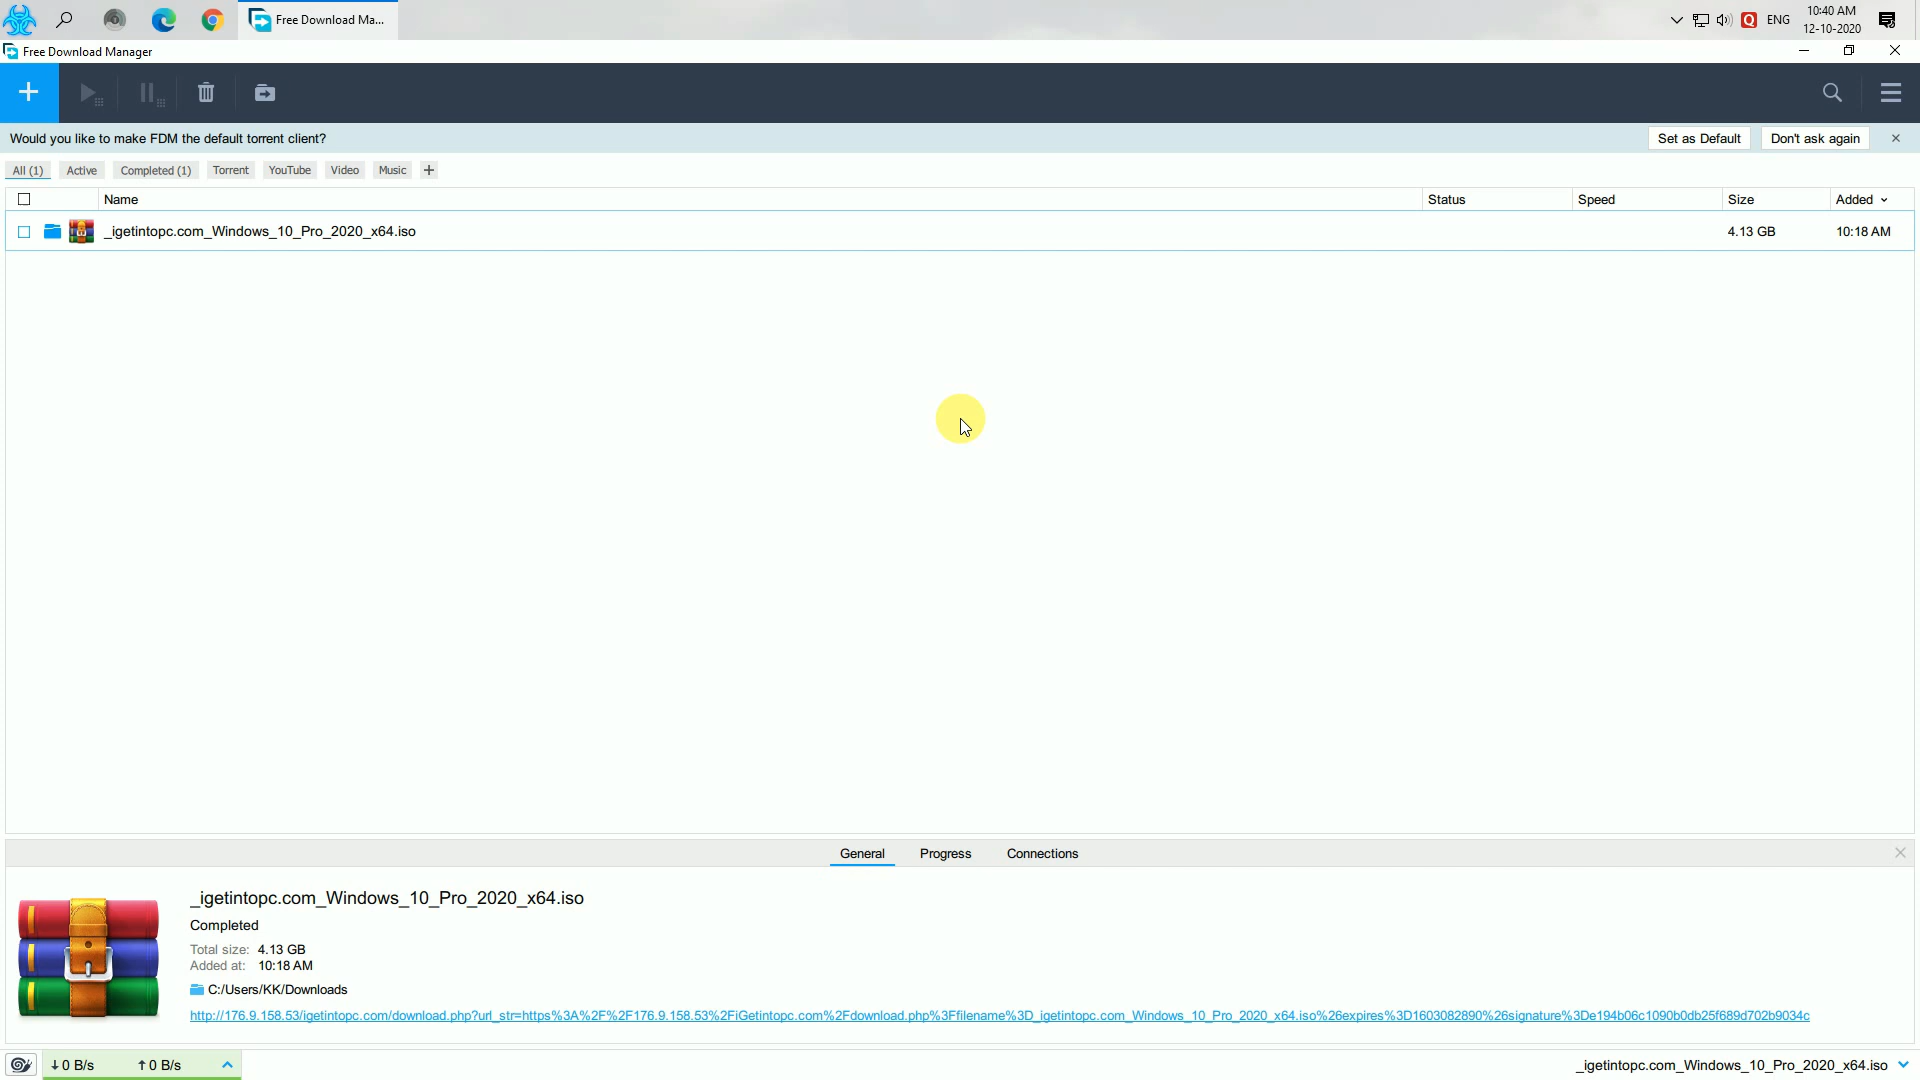 Free Download Ma...
ENG
10:40 AM
12-10-2020
Free Download Manager
Would you like to make FDM the default torrent client?
Set as Default
Don't ask again
All (1)
Active
Completed (1)
Torrent
YouTube
Video
Music
Name
Status
Speed
Size
Added
_igetintopc.com_Windows_10_Pro_2020_x64.iso
4.13 GB
10:18 AM
General
Progress
Connections
_igetintopc.com_Windows_10_Pro_2020_x64.iso
Completed
Total size: 4.13 GB
Added at: 10:18 AM
C:/Users/KK/Downloads
http://176.9.158.53/igetintopc.com/download.php?url_str=https%3A%2F%2F176.9.158.53%2FiGetintopc.com%2Fdownload.php%3Ffilename%3D_igetintopc.com_Windows_10_Pro_2020_x64.iso%26expires%3D1603082890%26signature%3De194b06c1090b0db25f689d702b9034c
↓0 B/s
↑0 B/s
_igetintopc.com_Windows_10_Pro_2020_x64.iso